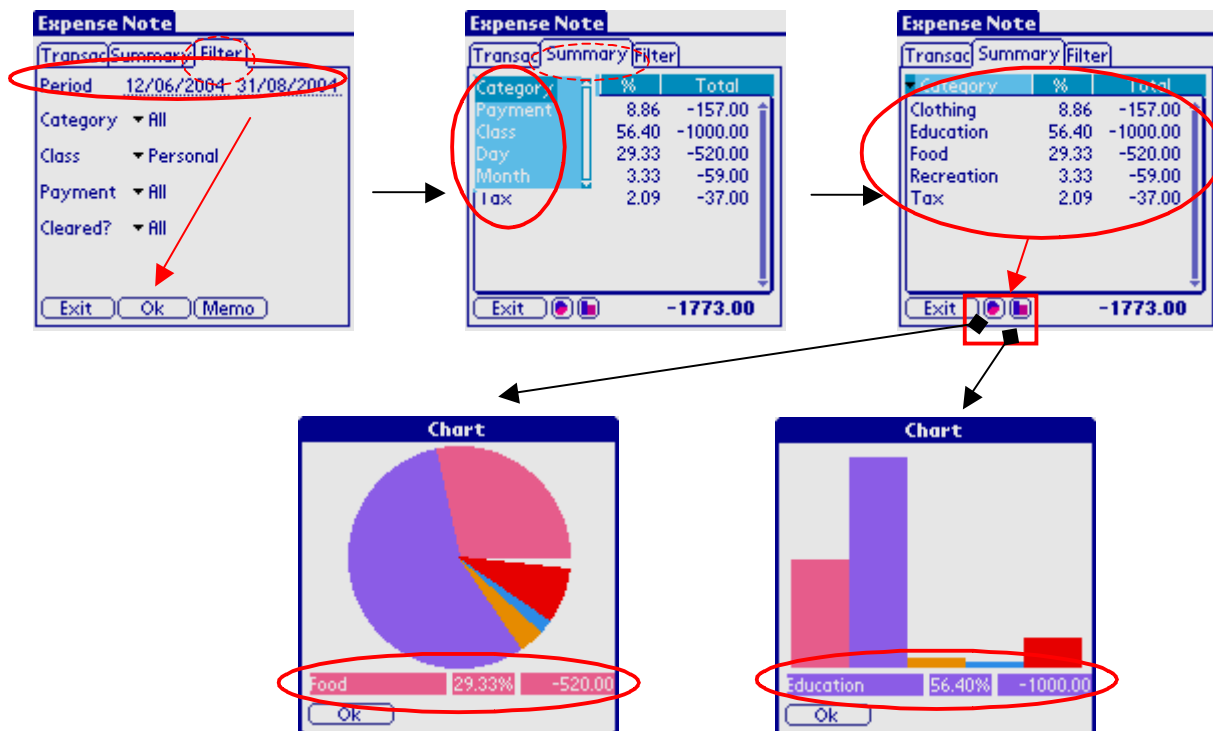 Expense Note
Transac Summary Filter
Period 12/06/2004 31/08/2004
Category All
Class Personal
Payment All
Cleared? All
Exit Ok Memo
Expense Note
Transac Summary Filter
Category % Total
Payment 8.86 -157.00
Class 56.40 -1000.00
Day 29.33 -520.00
Month 3.33 -59.00
Tax 2.09 -37.00
Exit -1773.00
Expense Note
Transac Summary Filter
Category % Total
Clothing 8.86 -157.00
Education 56.40 -1000.00
Food 29.33 -520.00
Recreation 3.33 -59.00
Tax 2.09 -37.00
Exit -1773.00
Chart
Food 29.33% -520.00
Ok
Chart
Education 56.40% -1000.00
Ok